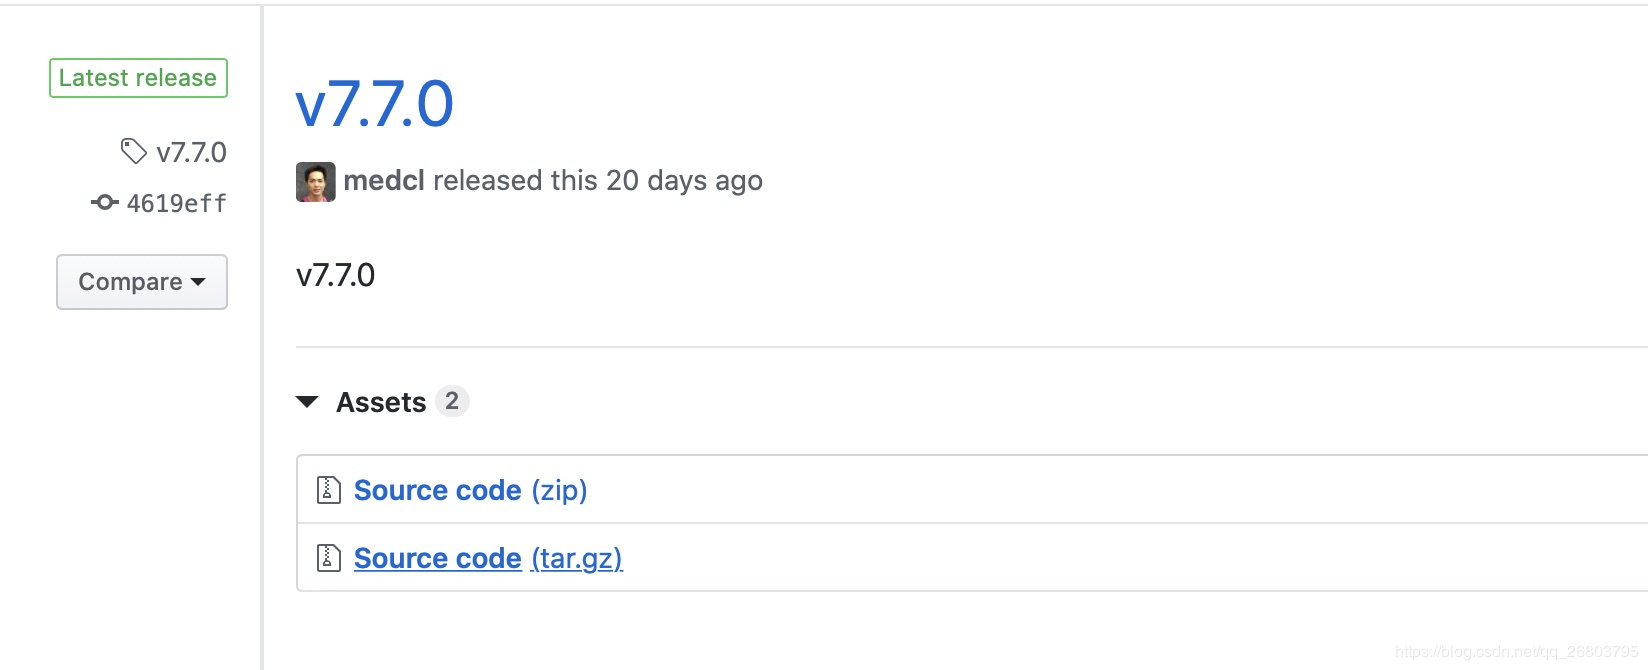 Latest release
v7.7.0
4619eff
Compare
v7.7.0
medcl released this 20 days ago
v7.7.0
Assets 2
Source code (zip)
Source code (tar.gz)
https://blog.csdn.net/qq_26803795